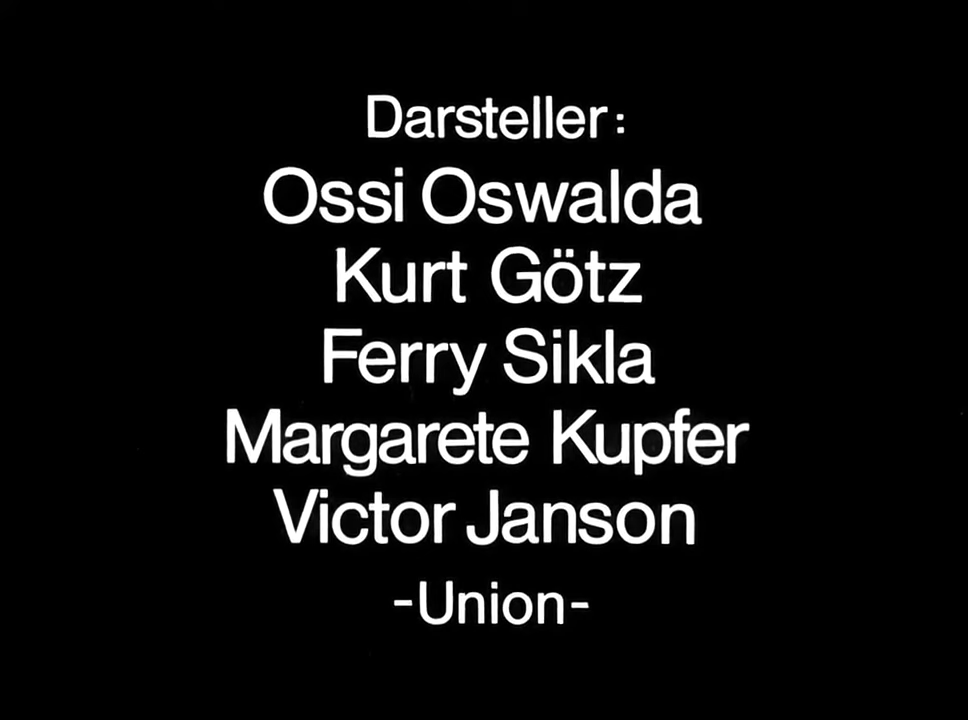 Darsteller:
Ossi Oswalda
Kurt Götz
Ferry Sikla
Margarete Kupfer
Victor Janson
-Union-